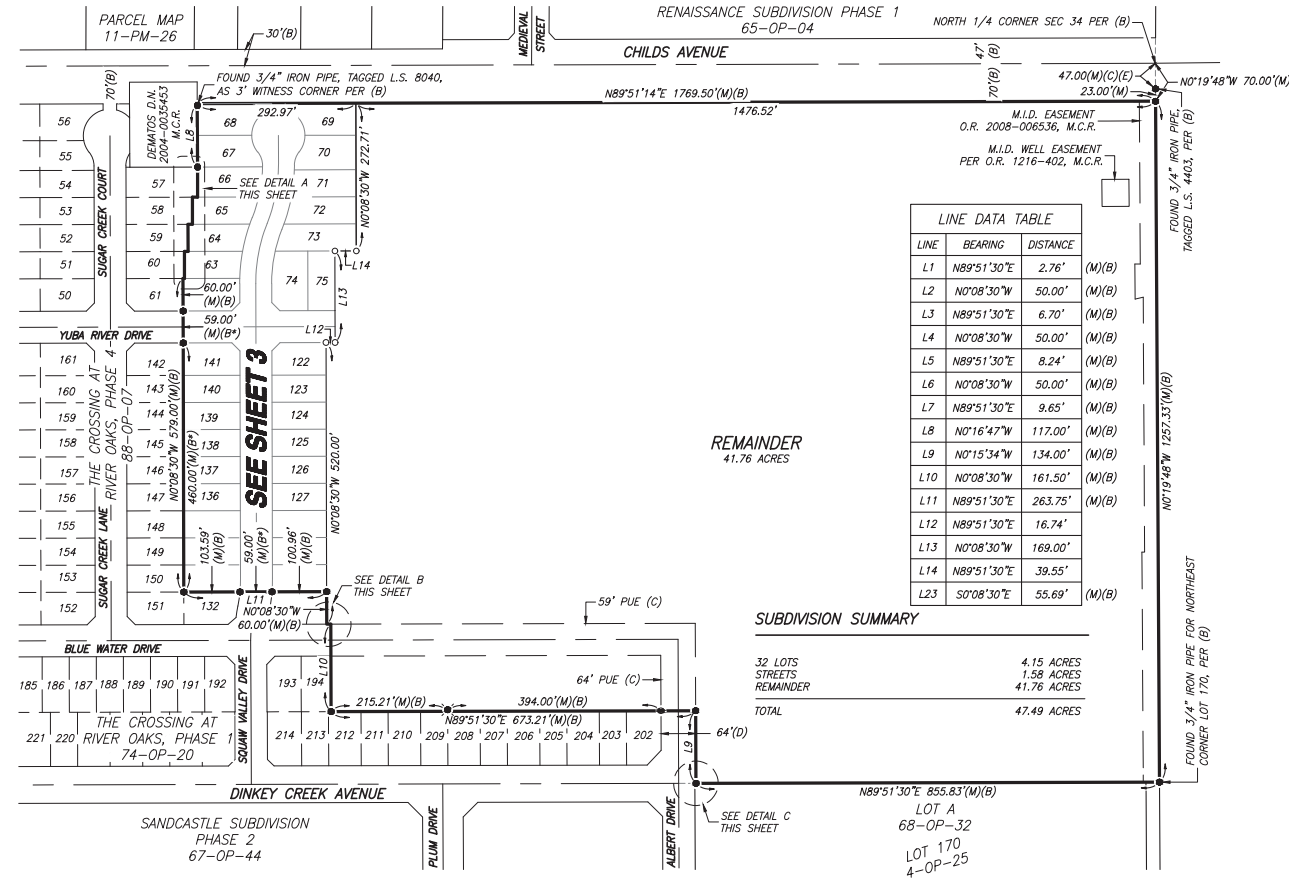 PARCEL MAP
11-PM-26
30'(B)
MEDIEVAL
STREET
RENAISSANCE SUBDIVISION PHASE 1
65-OP-04
NORTH 1/4 CORNER SEC 34 PER (B)
CHILDS AVENUE
47'
70'(B)
70'(B)
47.00(M)(C)(E)
N0°19'48"W 70.00'(M)
23.00'(M)
FOUND 3/4" IRON PIPE, TAGGED L.S. 8040,
AS 3' WITNESS CORNER PER (B)
N89°51'14"E 1769.50'(M)(B)
292.97'
1476.52'
DEMATOS D.N.
2004-0035453
M.C.R.
L8
M.I.D. EASEMENT
O.R. 2008-006536, M.C.R.
M.I.D. WELL EASEMENT
PER O.R. 1216-402, M.C.R.
FOUND 3/4" IRON PIPE,
TAGGED L.S. 4403, PER (B)
56
55
54
53
52
51
50
SUGAR CREEK COURT
57
58
59
60
61
68
67
66
65
64
63
69
70
71
72
73
74
75
SEE DETAIL A
THIS SHEET
N0°08'30"W 272.71'
L14
L13
L12
60.00'
(M)(B)
59.00'
(M)(B*)
YUBA RIVER DRIVE
LINE DATA TABLE
LINE BEARING DISTANCE
L1 N89°51'30"E 2.76' (M)(B)
L2 N0°08'30"W 50.00' (M)(B)
L3 N89°51'30"E 6.70' (M)(B)
L4 N0°08'30"W 50.00' (M)(B)
L5 N89°51'30"E 8.24' (M)(B)
L6 N0°08'30"W 50.00' (M)(B)
L7 N89°51'30"E 9.65' (M)(B)
L8 N0°16'47"W 117.00' (M)(B)
L9 N0°15'34"W 134.00' (M)(B)
L10 N0°08'30"W 161.50' (M)(B)
L11 N89°51'30"E 263.75' (M)(B)
L12 N89°51'30"E 16.74'
L13 N0°08'30"W 169.00'
L14 N89°51'30"E 39.55'
L23 S0°08'30"E 55.69' (M)(B)
161
160
159
158
157
156
155
154
153
152
THE CROSSING AT
RIVER OAKS, PHASE 4
88-OP-07
SUGAR CREEK LANE
142
143
144
145
146
147
148
149
150
151
N0°08'30"W 579.00'(M)(B)
460.00'(M)(B*)
141
140
139
138
137
136
132
SEE SHEET 3
122
123
124
125
126
127
N0°08'30"W 520.00'
103.59'
(M)(B)
59.00'
(M)(B*)
100.96'
(M)(B)
L11
N0°08'30"W
60.00'(M)(B)
SEE DETAIL B
THIS SHEET
REMAINDER
41.76 ACRES
N0°19'48"W 1257.33'(M)(B)
59' PUE (C)
SUBDIVISION SUMMARY
32 LOTS 4.15 ACRES
STREETS 1.58 ACRES
REMAINDER 41.76 ACRES
TOTAL 47.49 ACRES
FOUND 3/4" IRON PIPE FOR NORTHEAST
CORNER LOT 170, PER (B)
BLUE WATER DRIVE
185 186 187 188 189 190 191 192
SQUAW VALLEY DRIVE
193 194
L10
64' PUE (C)
215.21'(M)(B)
394.00'(M)(B)
N89°51'30"E 673.21'(M)(B)
221 220
THE CROSSING AT
RIVER OAKS, PHASE 1
74-OP-20
214 213 212 211 210 209 208 207 206 205 204 203 202
64'(D)
L9
DINKEY CREEK AVENUE
N89°51'30"E 855.83'(M)(B)
SANDCASTLE SUBDIVISION
PHASE 2
67-OP-44
PLUM DRIVE
ALBERT DRIVE
SEE DETAIL C
THIS SHEET
LOT A
68-OP-32
LOT 170
4-OP-25